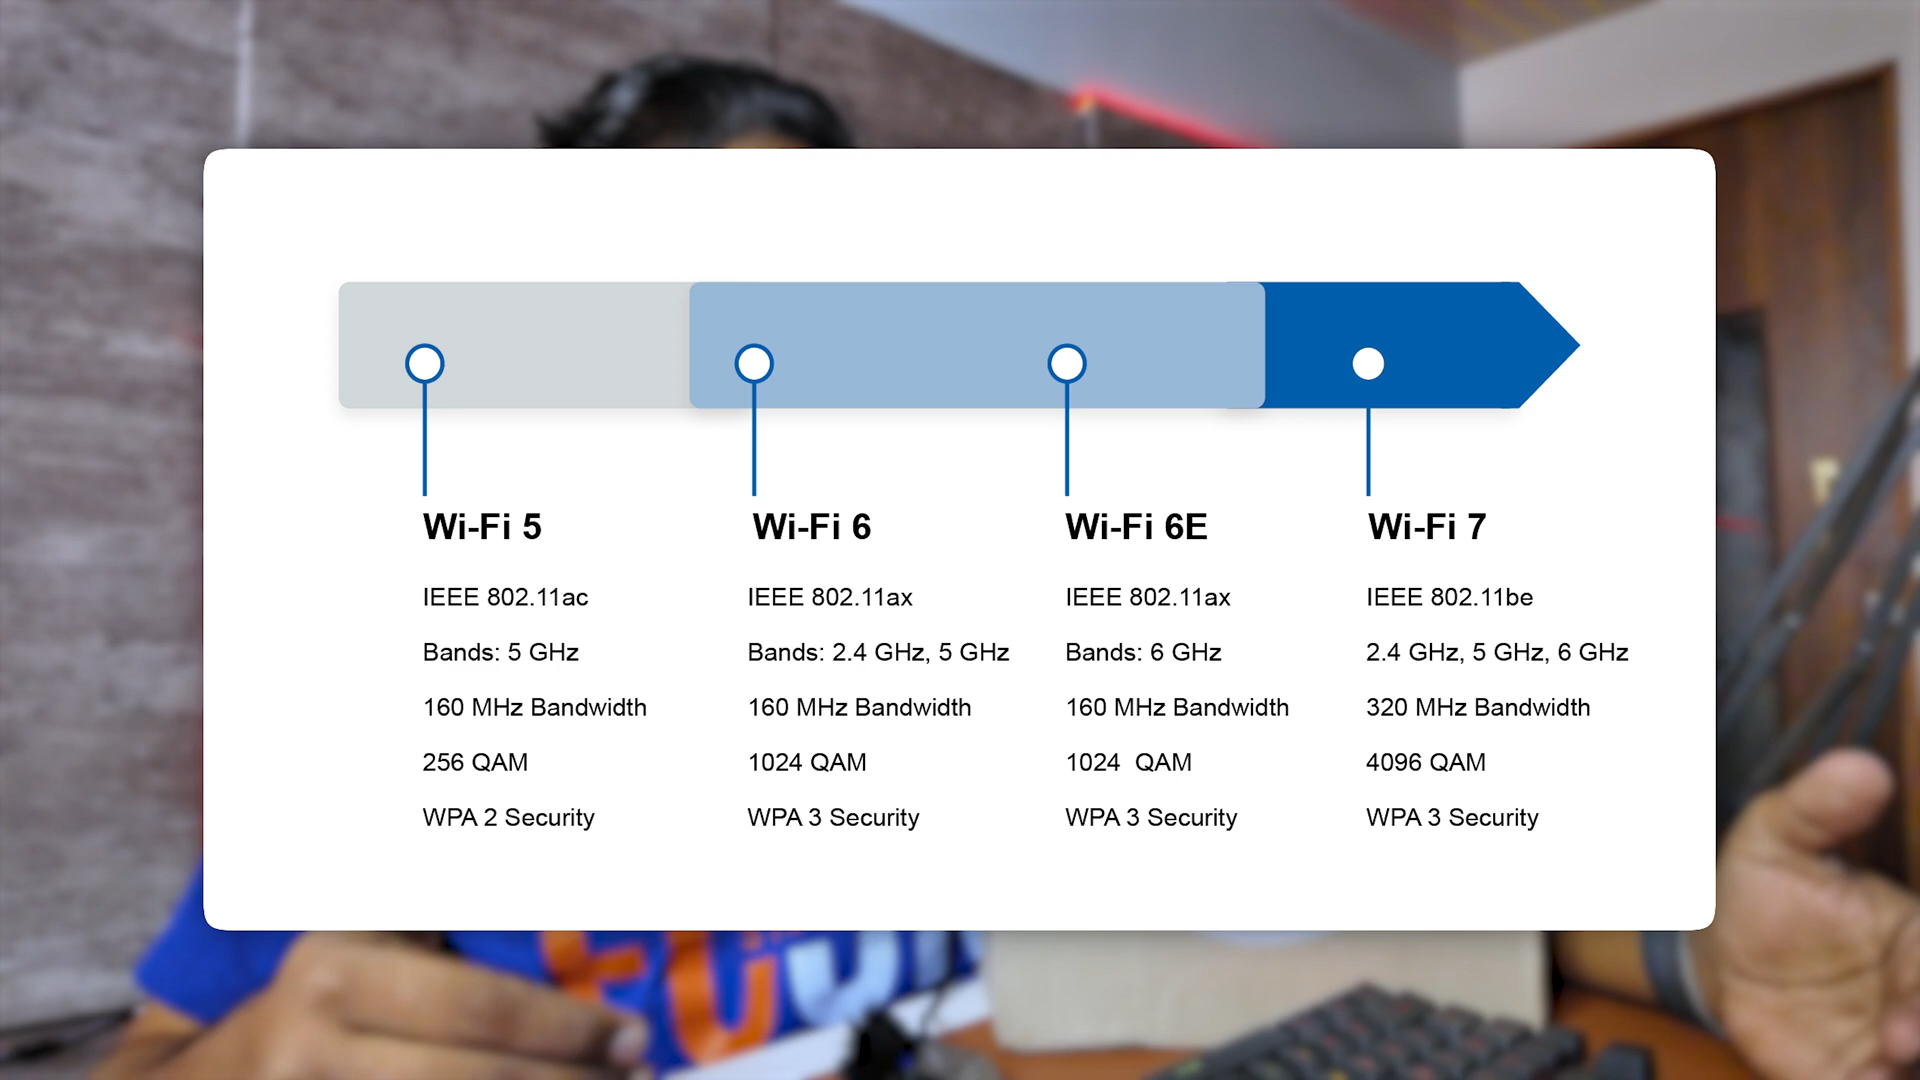 Wi-Fi 5
IEEE 802.11ac
Bands: 5 GHz
160 MHz Bandwidth
256 QAM
WPA 2 Security
Wi-Fi 6
IEEE 802.11ax
Bands: 2.4 GHz, 5 GHz
160 MHz Bandwidth
1024 QAM
WPA 3 Security
Wi-Fi 6E
IEEE 802.11ax
Bands: 6 GHz
160 MHz Bandwidth
1024 QAM
WPA 3 Security
Wi-Fi 7
IEEE 802.11be
2.4 GHz, 5 GHz, 6 GHz
320 MHz Bandwidth
4096 QAM
WPA 3 Security